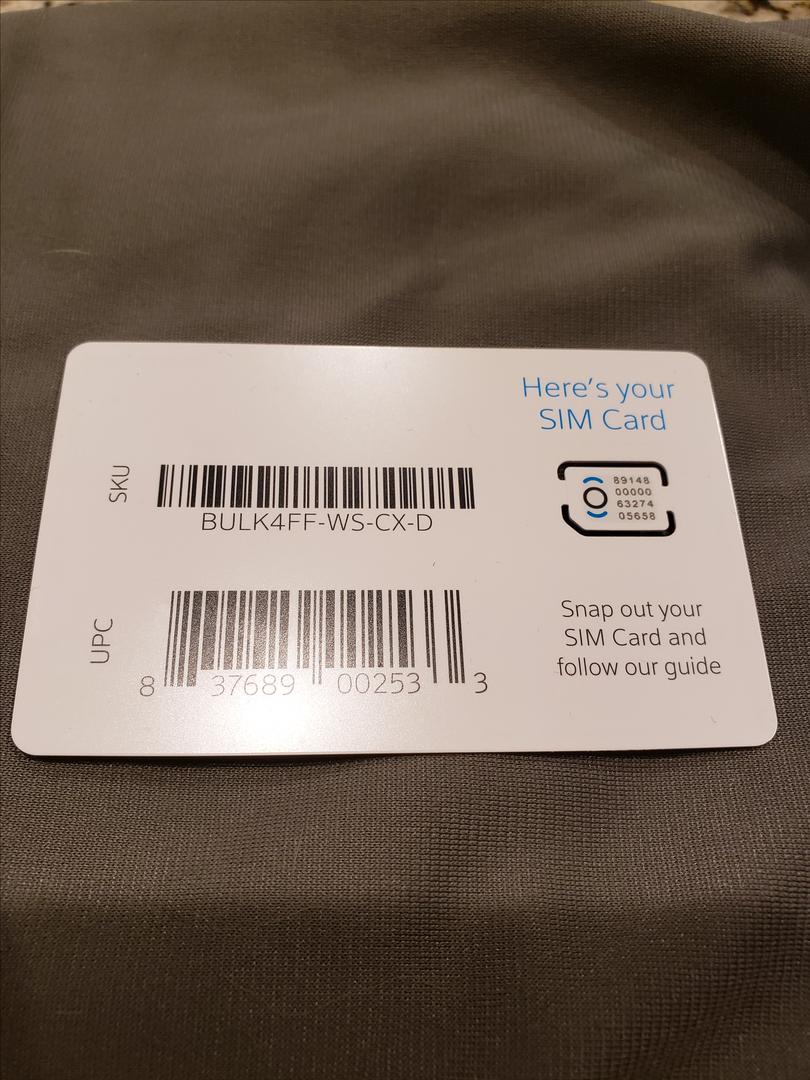 Here's your
SIM Card
SKU
BULK4FF-WS-CX-D
89148
00000
63274
05658
UPC
8 37689 00253 3
Snap out your
SIM Card and
follow our guide